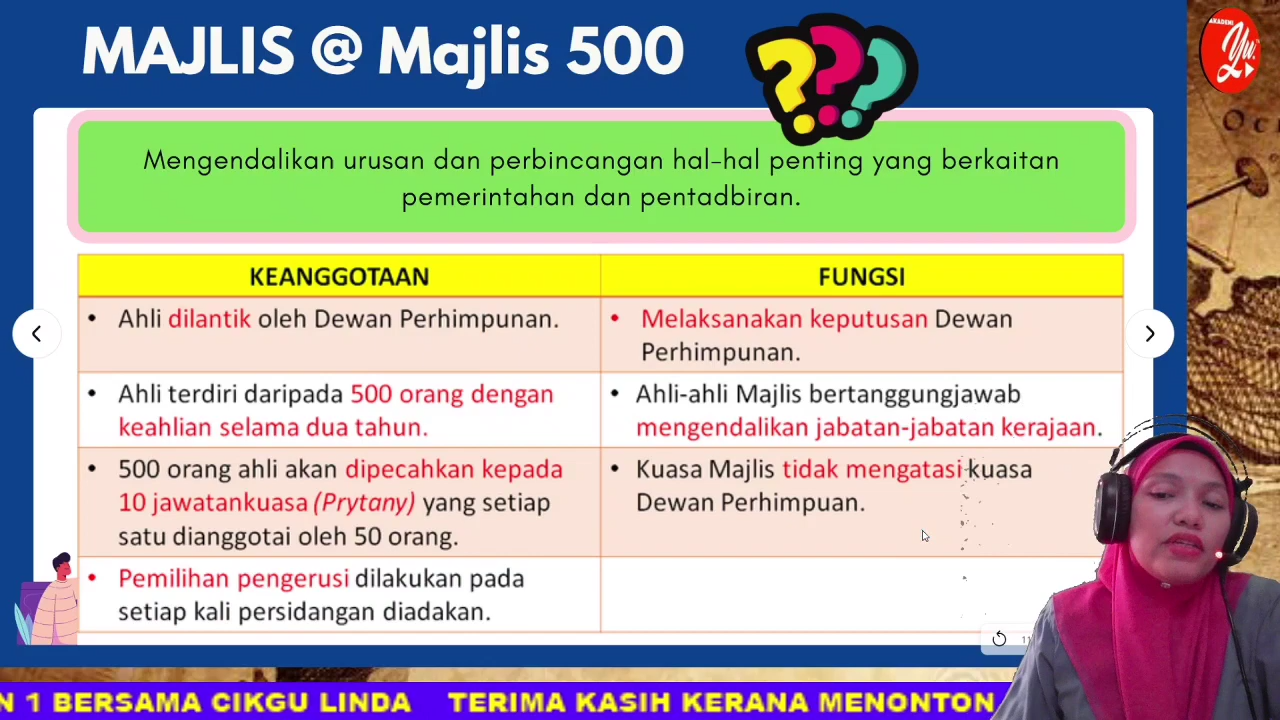 MAJLIS @ Majlis 500
AKADEMI
Yu
Mengendalikan urusan dan perbincangan hal-hal penting yang berkaitan
pemerintahan dan pentadbiran.
KEANGGOTAAN
FUNGSI
• Ahli dilantik oleh Dewan Perhimpunan.
• Melaksanakan keputusan Dewan
Perhimpunan.
• Ahli terdiri daripada 500 orang dengan
keahlian selama dua tahun.
• Ahli-ahli Majlis bertanggungjawab
mengendalikan jabatan-jabatan kerajaan.
• 500 orang ahli akan dipecahkan kepada
10 jawatankuasa (Prytany) yang setiap
satu dianggotai oleh 50 orang.
• Kuasa Majlis tidak mengatasi kuasa
Dewan Perhimpuan.
• Pemilihan pengerusi dilakukan pada
setiap kali persidangan diadakan.
11
N 1 BERSAMA CIKGU LINDA TERIMA KASIH KERANA MENONTON